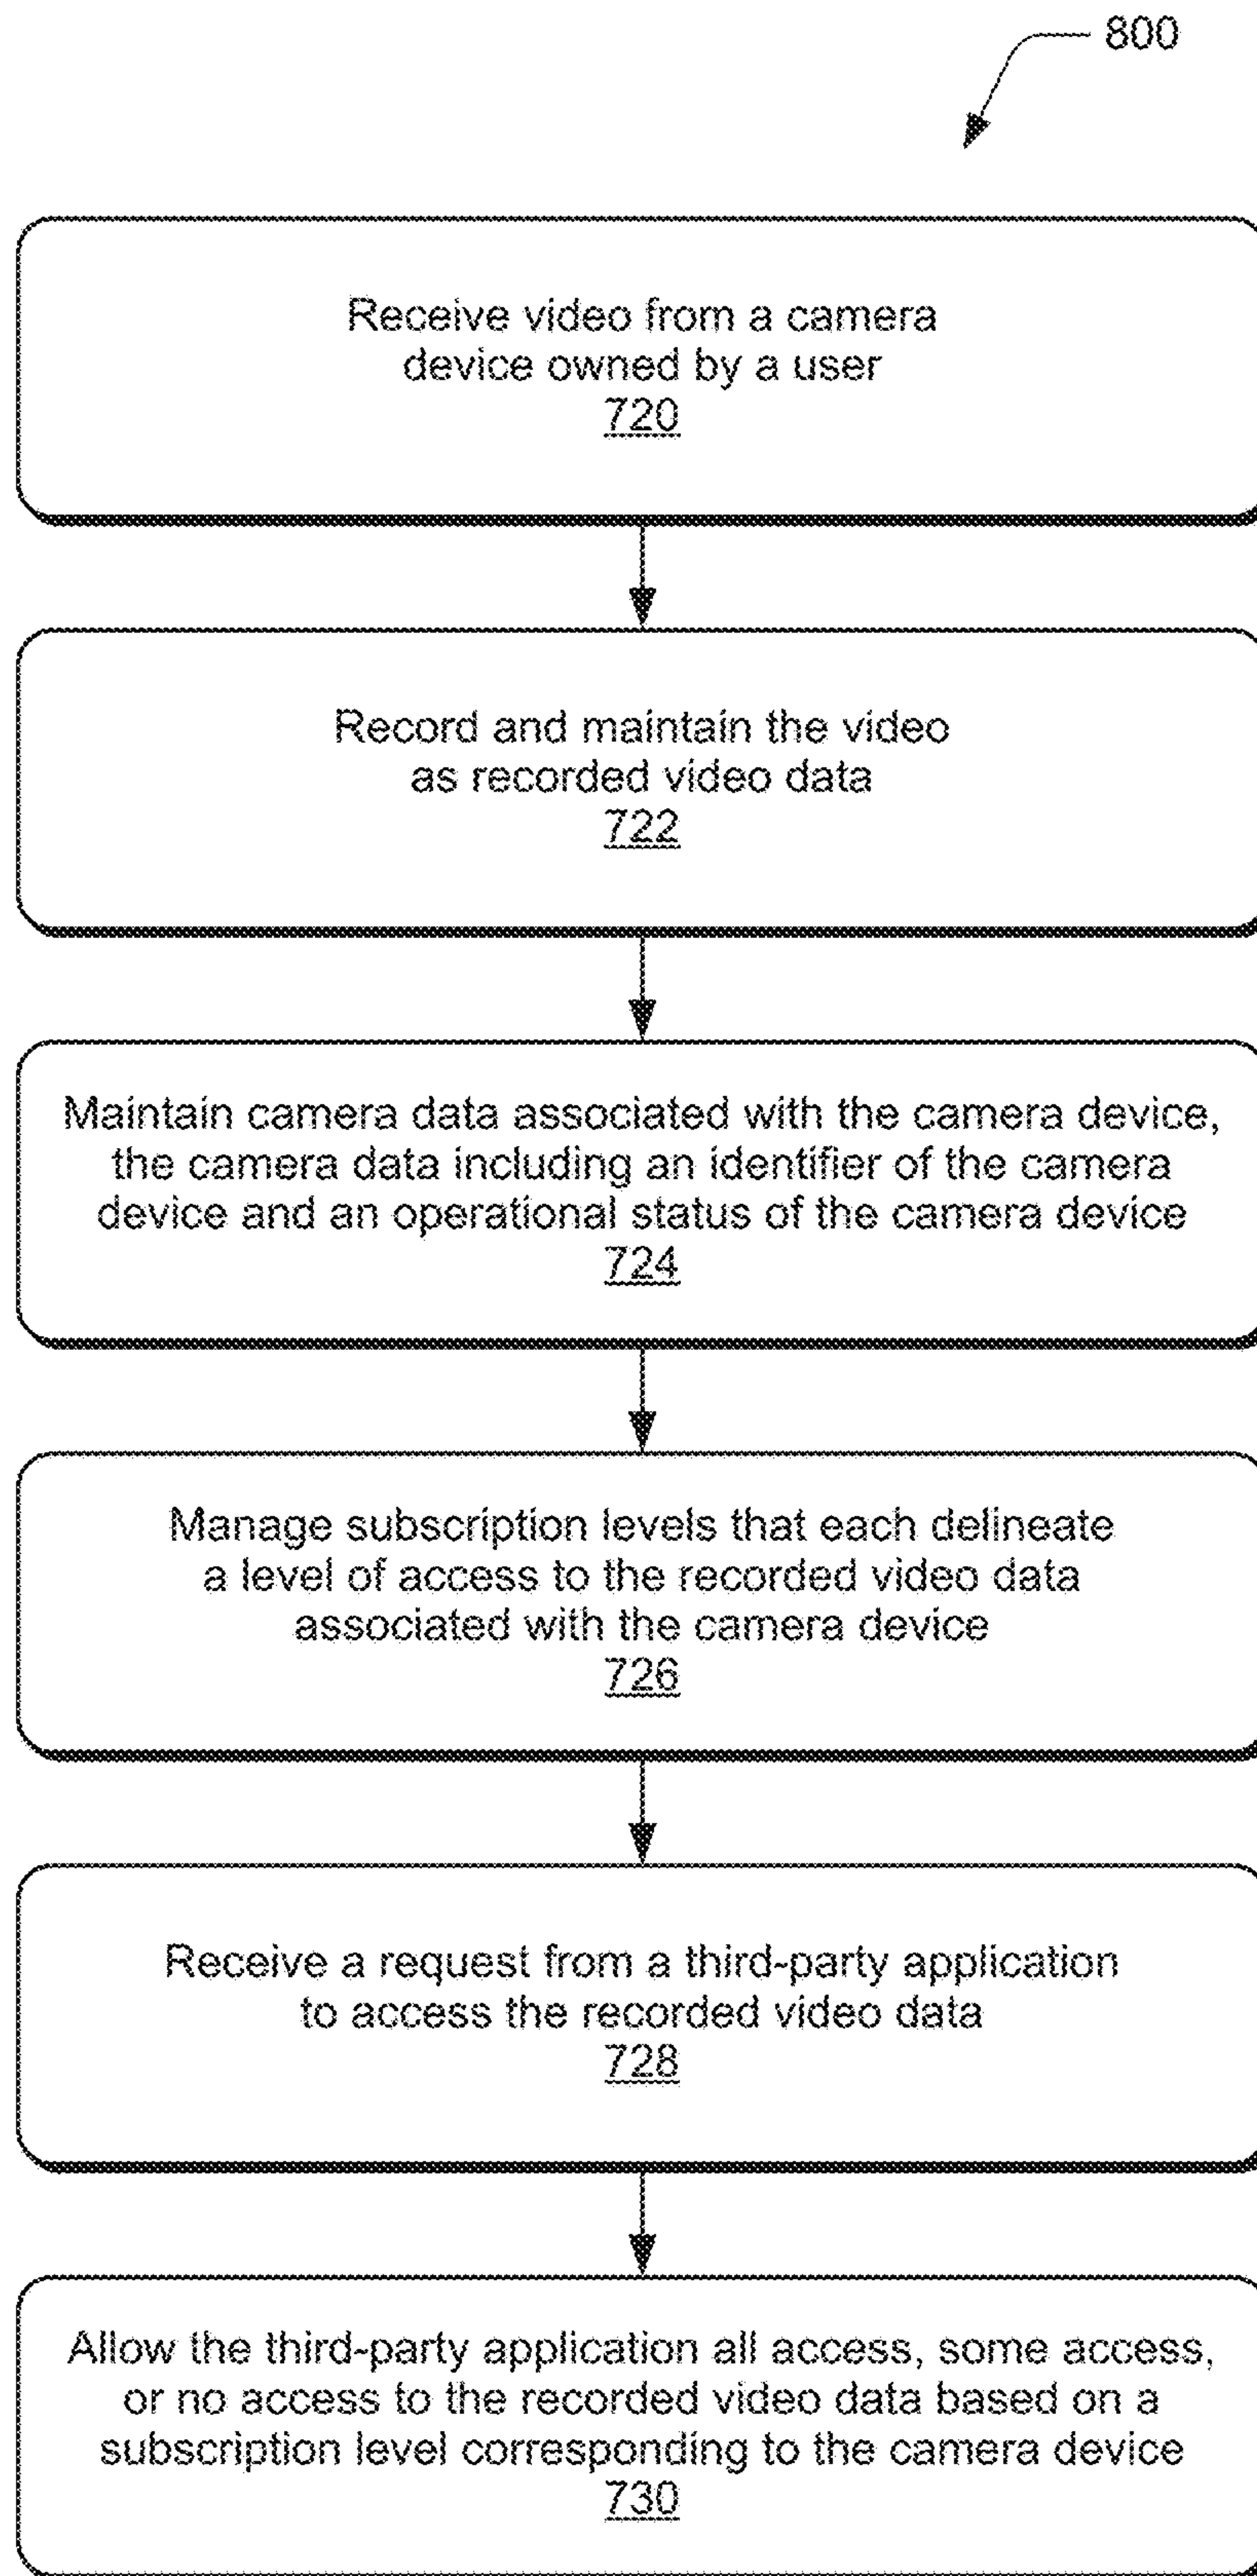 800
Receive video from a camera
device owned by a user
720
Record and maintain the video
as recorded video data
722
Maintain camera data associated with the camera device,
the camera data including an identifier of the camera
device and an operational status of the camera device
724
Manage subscription levels that each delineate
a level of access to the recorded video data
associated with the camera device
726
Receive a request from a third-party application
to access the recorded video data
728
Allow the third-party application all access, some access,
or no access to the recorded video data based on a
subscription level corresponding to the camera device
730